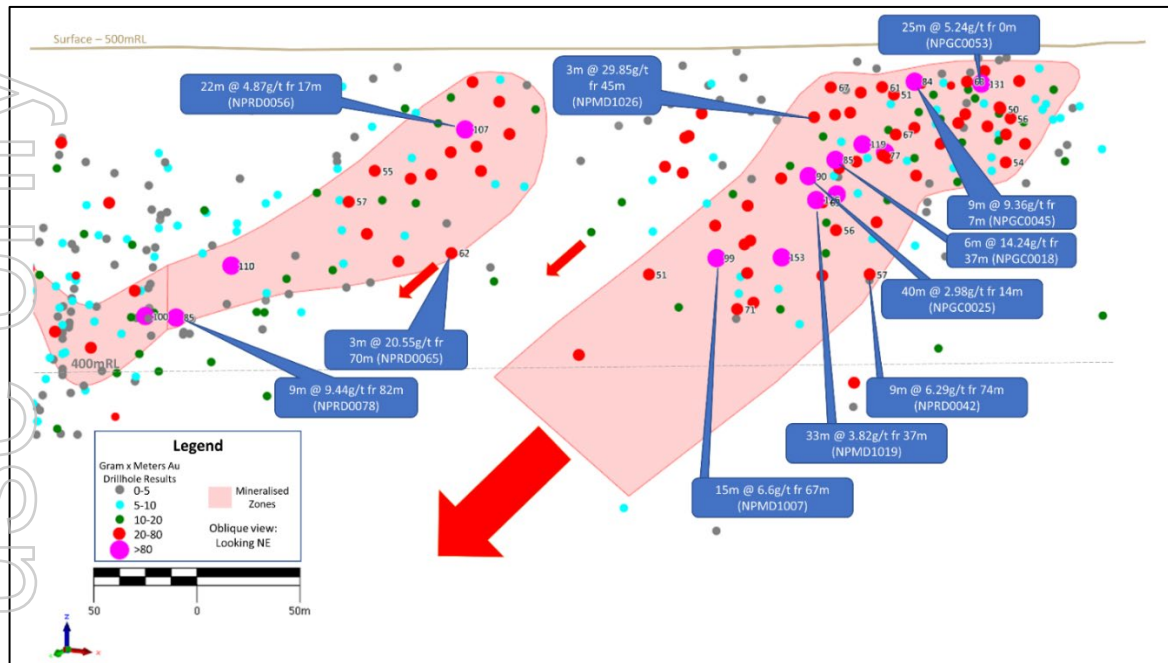 Surface – 500mRL
25m @ 5.24g/t fr 0m
(NPGC0053)
3m @ 29.85g/t
fr 45m
(NPMD1026)
22m @ 4.87g/t fr 17m
(NPRD0056)
107
55
57
62
110
100
85
67
61
51
84
68
131
50
56
67
54
119
77
85
90
56
99
153
57
51
71
9m @ 9.36g/t fr
7m (NPGC0045)
6m @ 14.24g/t fr
37m (NPGC0018)
40m @ 2.98g/t fr 14m
(NPGC0025)
3m @ 20.55g/t fr
70m (NPRD0065)
400mRL
9m @ 9.44g/t fr 82m
(NPRD0078)
9m @ 6.29g/t fr 74m
(NPRD0042)
33m @ 3.82g/t fr 37m
(NPMD1019)
15m @ 6.6g/t fr 67m
(NPMD1007)
Legend
Gram x Meters Au
Drillhole Results
0-5
5-10
10-20
20-80
>80
Mineralised
Zones
Oblique view:
Looking NE
50
0
50m
Z
X